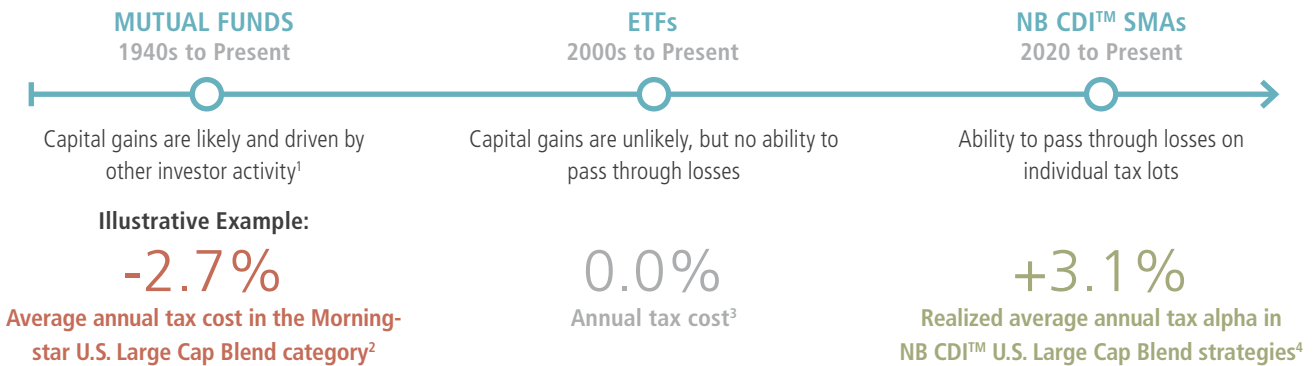 MUTUAL FUNDS
1940s to Present
Capital gains are likely and driven by
other investor activity¹
Illustrative Example:
-2.7%
Average annual tax cost in the Morning-
star U.S. Large Cap Blend category²
ETFs
2000s to Present
Capital gains are unlikely, but no ability to
pass through losses
0.0%
Annual tax cost³
NB CDI™ SMAs
2020 to Present
Ability to pass through losses on
individual tax lots
+3.1%
Realized average annual tax alpha in
NB CDI™ U.S. Large Cap Blend strategies⁴